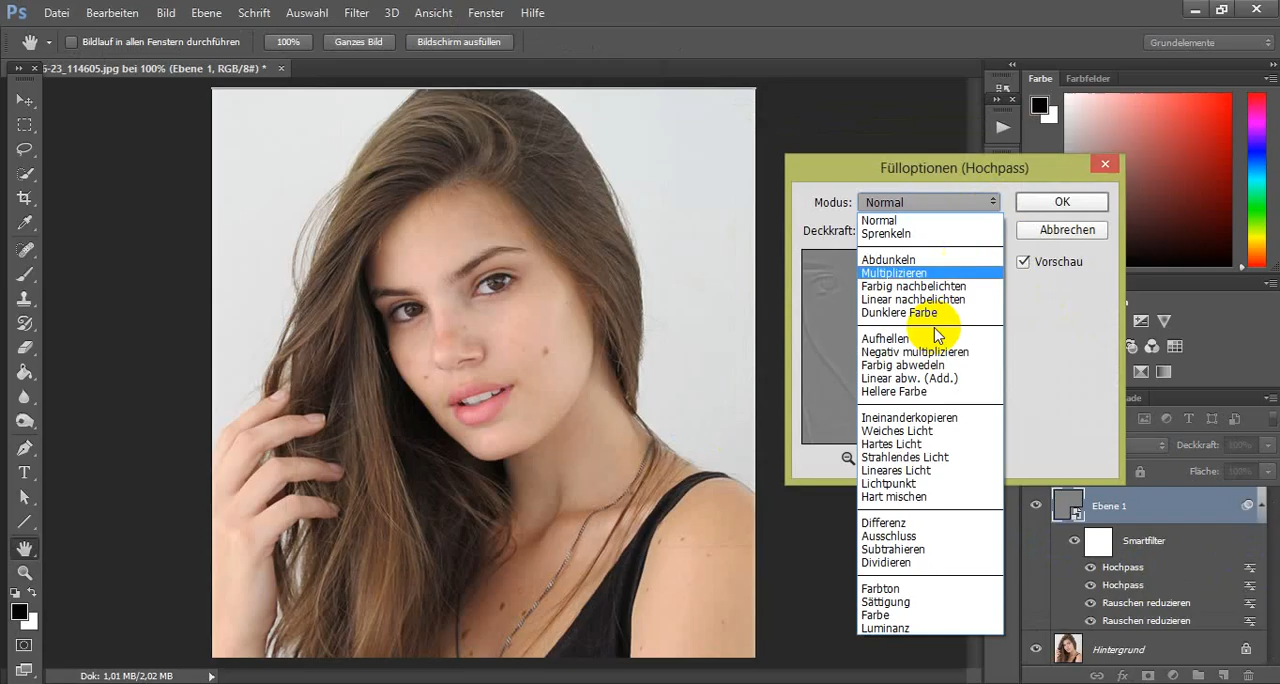 Ps Datei Bearbeiten Bild Ebene Schrift Auswahl Filter 3D Ansicht Fenster Hilfe
Bildlauf in allen Fenstern durchführen 100% Ganzes Bild Bildschirm ausfüllen Grundelemente
5-23_114605.jpg bei 100% (Ebene 1, RGB/8#) *
Farbe Farbfelder
Fülloptionen (Hochpass)
Modus: Normal OK
Deckkraft: Abbrechen
Vorschau
Normal
Sprenkeln
Abdunkeln
Multiplizieren
Farbig nachbelichten
Linear nachbelichten
Dunklere Farbe
Aufhellen
Negativ multiplizieren
Farbig abwedeln
Linear abw. (Add.)
Hellere Farbe
Ineinanderkopieren
Weiches Licht
Hartes Licht
Strahlendes Licht
Lineares Licht
Lichtpunkt
Hart mischen
Differenz
Ausschluss
Subtrahieren
Dividieren
Farbton
Sättigung
Farbe
Luminanz
Deckkraft: 100%
Fläche: 100%
Ebene 1
Smartfilter
Hochpass
Hochpass
Rauschen reduzieren
Rauschen reduzieren
Hintergrund
100% Dok: 1,01 MB/2,02 MB